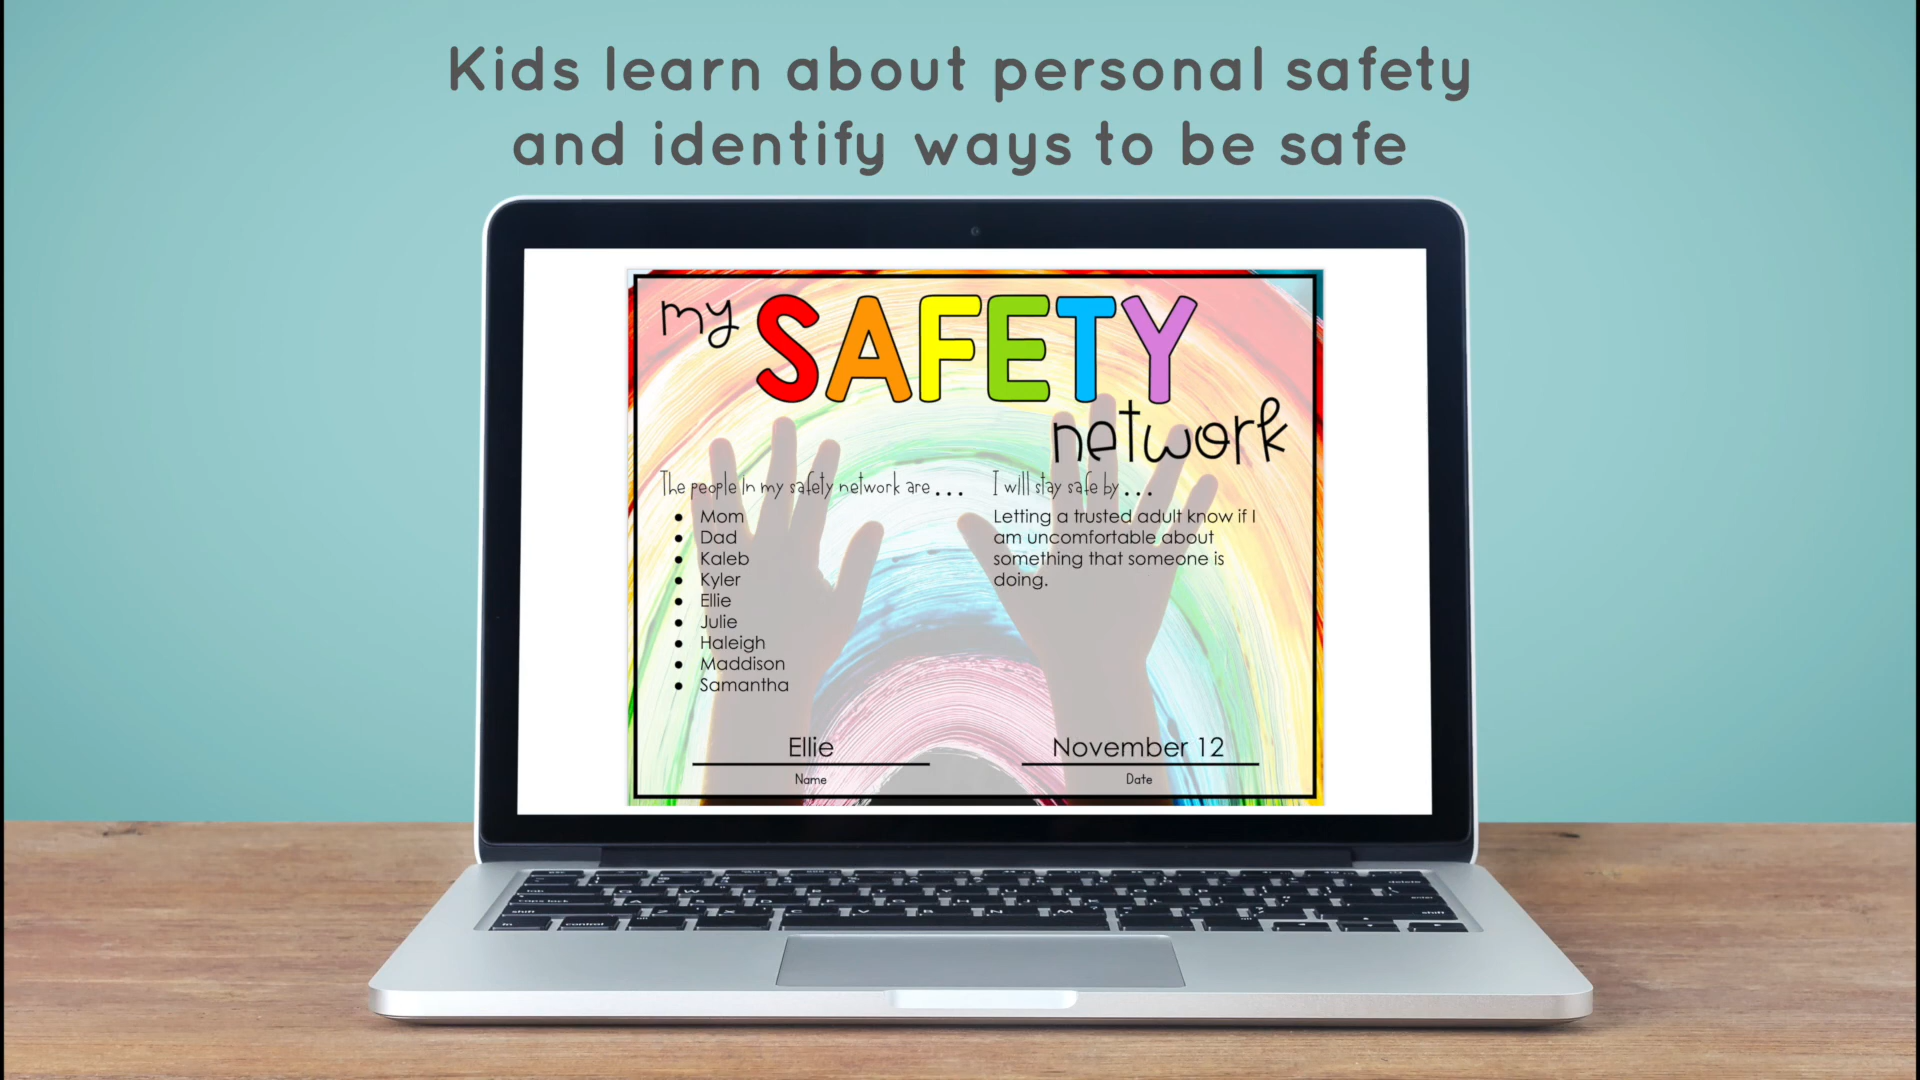 Kids learn about personal safety
and identify ways to be safe
my SAFETY
network
The people in my safety network are . . .
• Mom
• Dad
• Kaleb
• Kyler
• Ellie
• Julie
• Haleigh
• Maddison
• Samantha
I will stay safe by . . .
Letting a trusted adult know if I
am uncomfortable about
something that someone is
doing.
Ellie
Name
November 12
Date